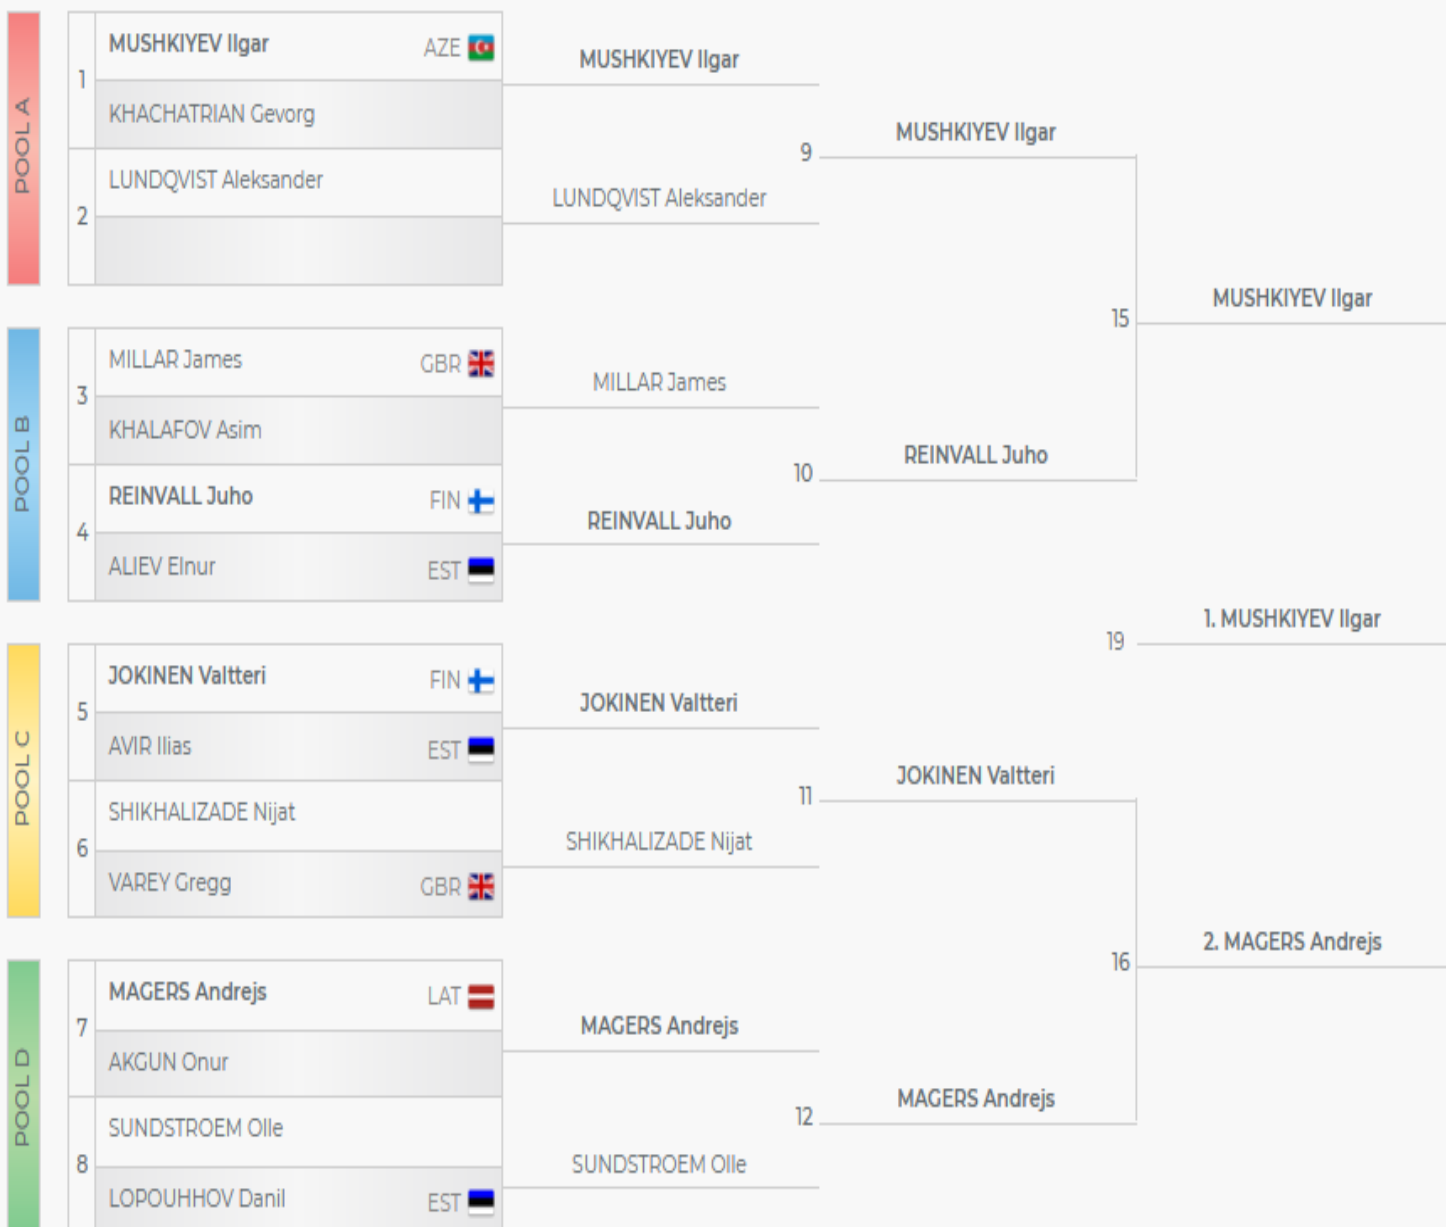 POOL A
1
MUSHKIYEV Ilgar AZE
KHACHATRIAN Gevorg
2
LUNDQVIST Aleksander
POOL B
3
MILLAR James GBR
KHALAFOV Asim
4
REINVALL Juho FIN
ALIEV Elnur EST
POOL C
5
JOKINEN Valtteri FIN
AVIR Ilias EST
6
SHIKHALIZADE Nijat
VAREY Gregg GBR
POOL D
7
MAGERS Andrejs LAT
AKGUN Onur
8
SUNDSTROEM Olle
LOPOUHHOV Danil EST
MUSHKIYEV Ilgar
9
LUNDQVIST Aleksander
MILLAR James
10
REINVALL Juho
JOKINEN Valtteri
11
SHIKHALIZADE Nijat
MAGERS Andrejs
12
SUNDSTROEM Olle
MUSHKIYEV Ilgar
15
REINVALL Juho
JOKINEN Valtteri
16
MAGERS Andrejs
MUSHKIYEV Ilgar
19
1. MUSHKIYEV Ilgar
2. MAGERS Andrejs